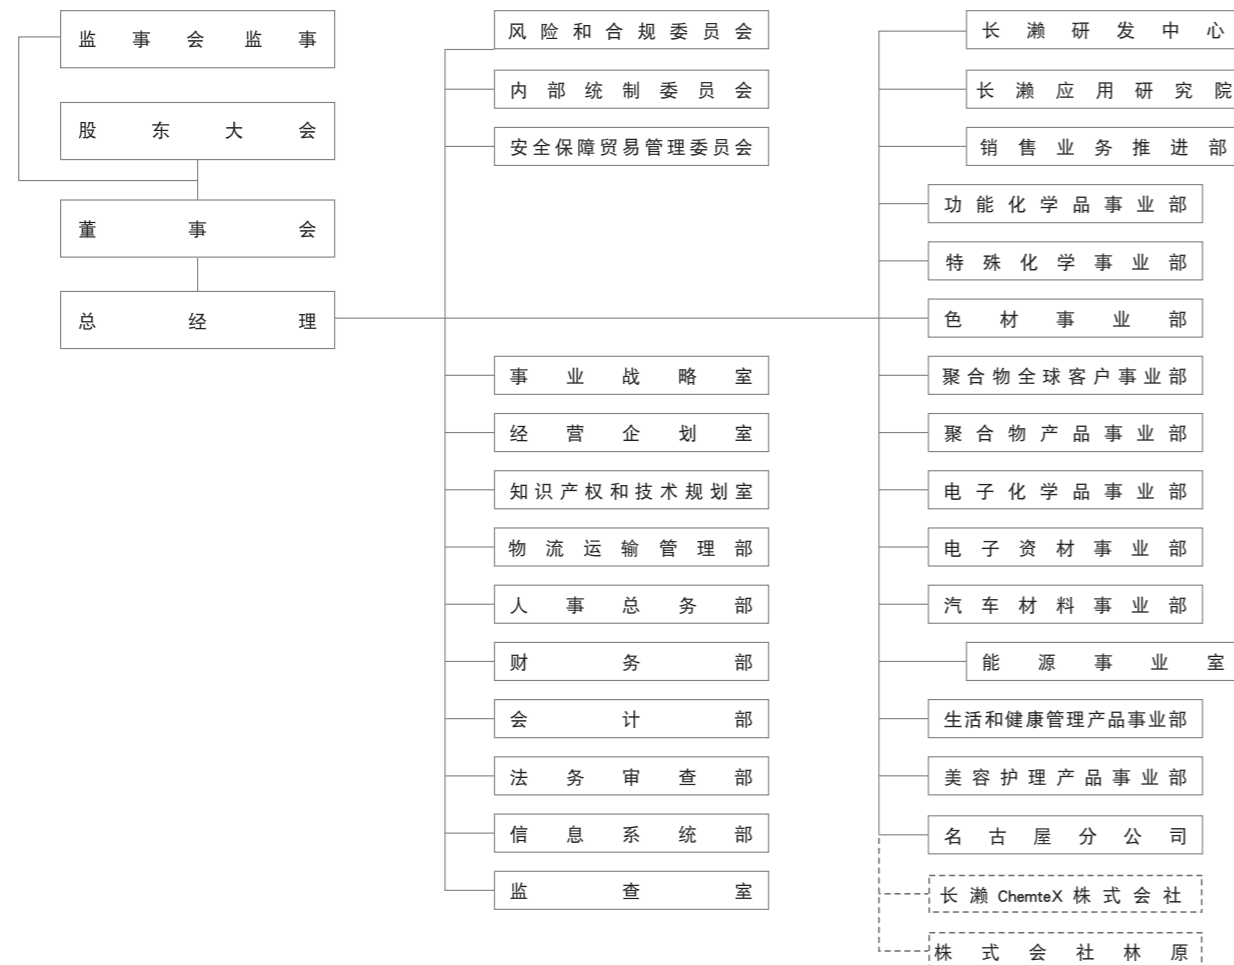 监事会监事
股东大会
董事会
总经理
风险和合规委员会
内部统制委员会
安全保障贸易管理委员会
事业战略室
经营企划室
知识产权和技术规划室
物流运输管理部
人事总务部
财务部
会计部
法务审查部
信息系统部
监查室
长濑研发中心
长濑应用研究院
销售业务推进部
功能化学品事业部
特殊化学事业部
色材事业部
聚合物全球客户事业部
聚合物产品事业部
电子化学品事业部
电子资材事业部
汽车材料事业部
能源事业室
生活和健康管理产品事业部
美容护理产品事业部
名古屋分公司
长濑ChemteX株式会社
株式会社林原